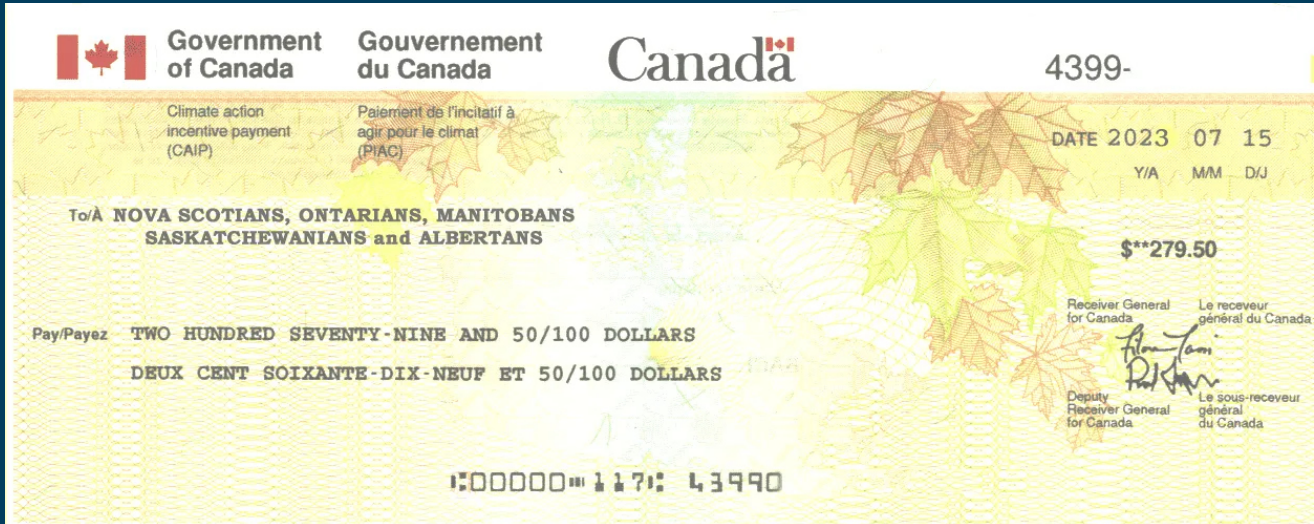 Government of Canada
Gouvernement du Canada
Canada
4399-
Climate action
incentive payment
(CAIP)
Paiement de l'incitatif à
agir pour le climat
(PIAC)
DATE 2023 07 15
Y/A M/M D/J
To/À NOVA SCOTIANS, ONTARIANS, MANITOBANS
SASKATCHEWANIANS and ALBERTANS
$**279.50
Receiver General
for Canada
Le receveur
général du Canada
Pay/Payez TWO HUNDRED SEVENTY-NINE AND 50/100 DOLLARS
DEUX CENT SOIXANTE-DIX-NEUF ET 50/100 DOLLARS
Deputy
Receiver General
for Canada
Le sous-receveur
général
du Canada
⑆00000⑉117⑆ 43990